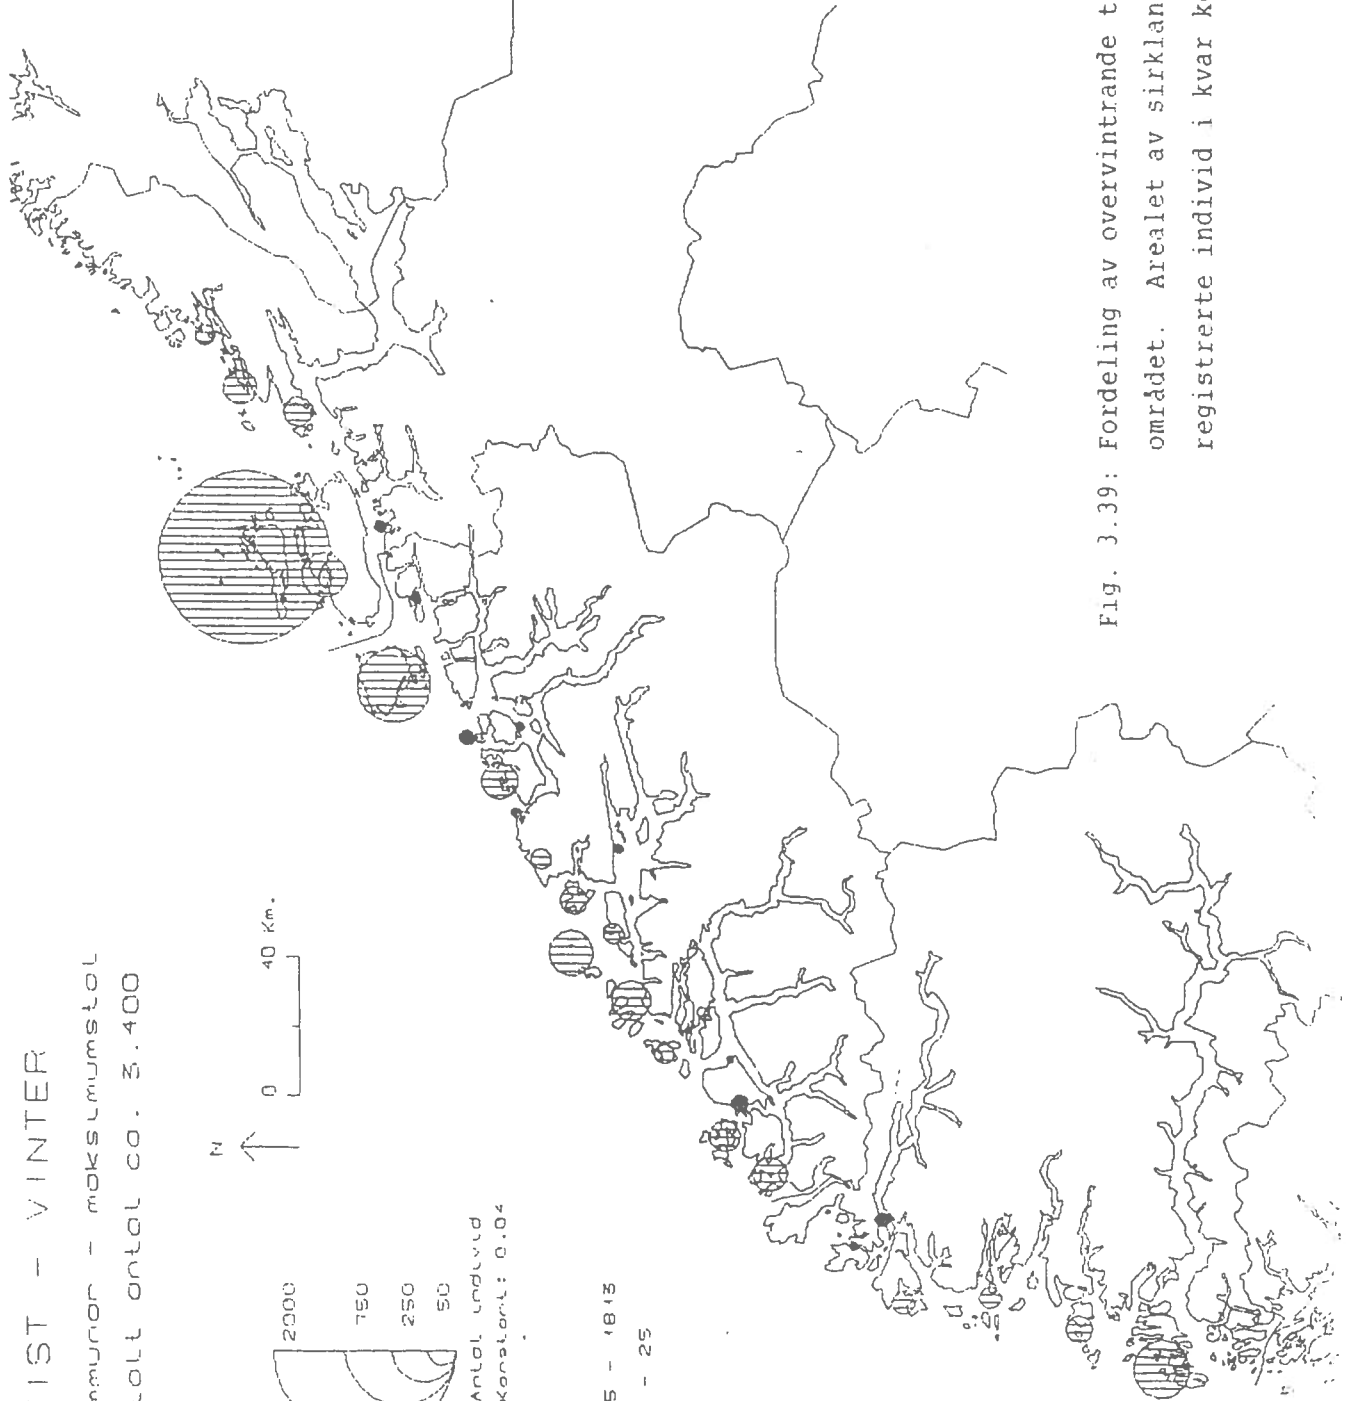 IST - VINTER
mmunar - maksimumstal
alt antal ca. 3.400
N
0 40 Km.
2000
750
250
50
Antal individ
Konstant: 0.04
5 - 1813
- 25
Fig. 3.39: Fordeling av overvintrande t
området. Arealet av sirklan
registrerte individ i kvar k